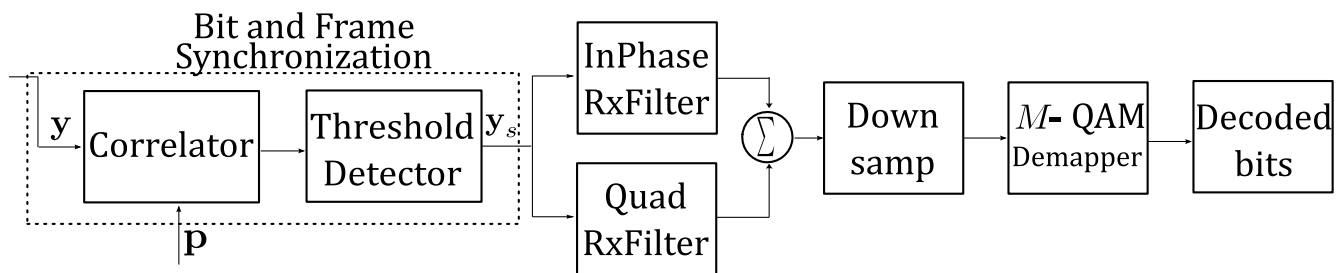 Bit and Frame
Synchronization
y
Correlator
p
Threshold
Detector
y_s
InPhase
RxFilter
Quad
RxFilter
Σ
Down
samp
M- QAM
Demapper
Decoded
bits